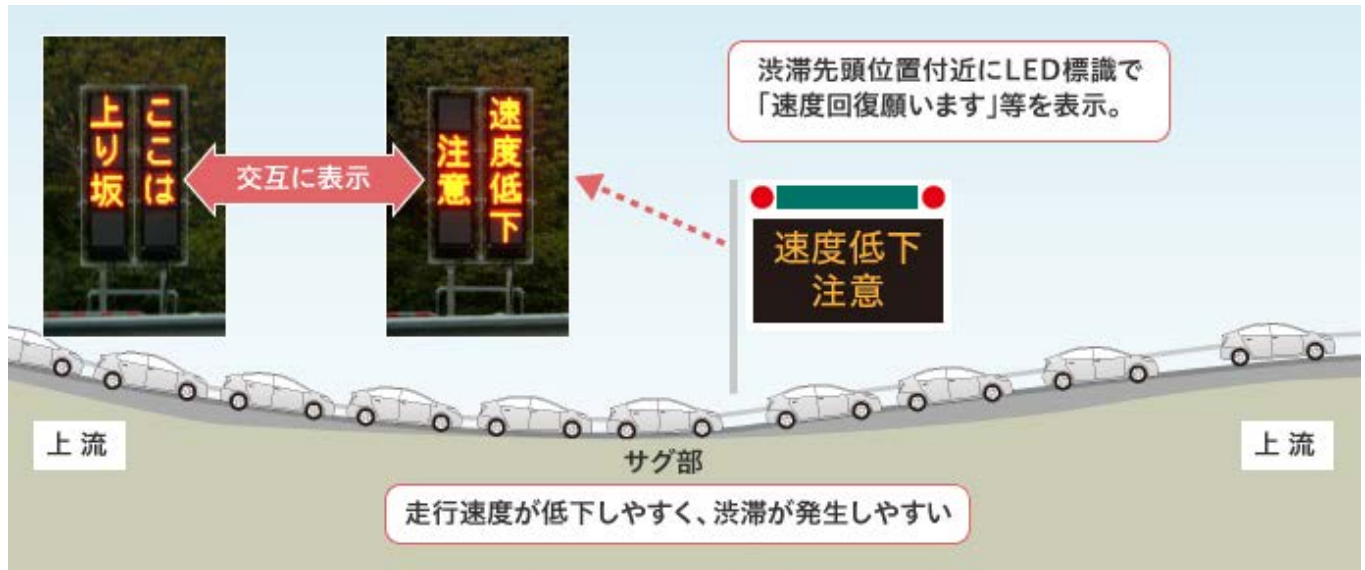 ここは
上り坂
交互に表示
速度低下
注意
渋滞先頭位置付近にLED標識で
「速度回復願います」等を表示。
速度低下
注意
上流
サグ部
上流
走行速度が低下しやすく、渋滞が発生しやすい